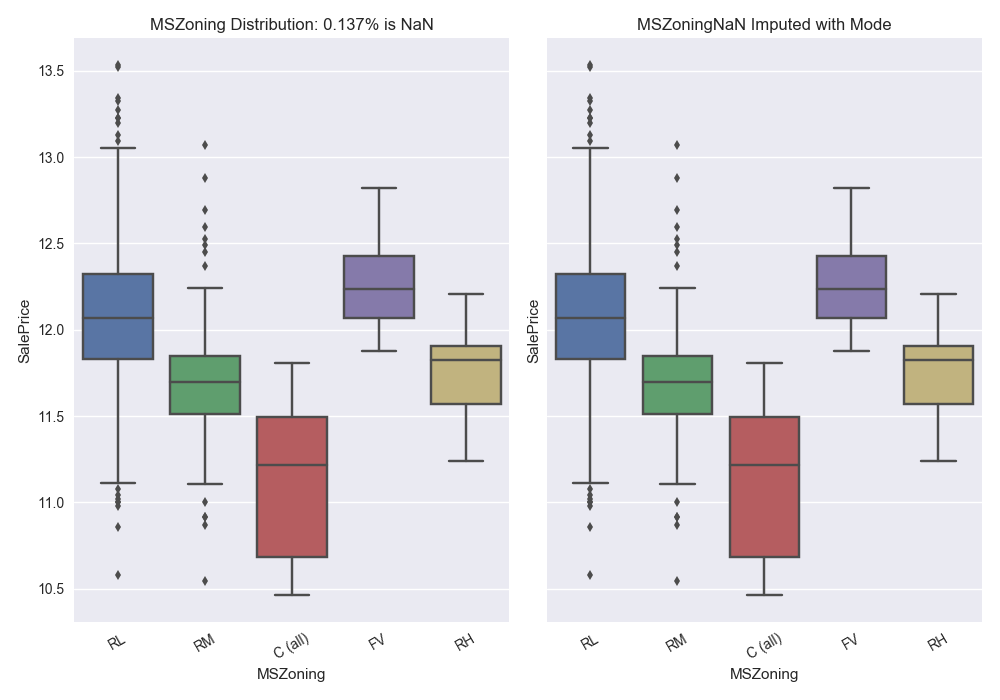 MSZoning Distribution: 0.137% is NaN
MSZoningNaN Imputed with Mode
13.5
13.0
12.5
12.0
11.5
11.0
10.5
SalePrice
SalePrice
RL
RM
C (all)
FV
RH
RL
RM
C (all)
FV
RH
MSZoning
MSZoning